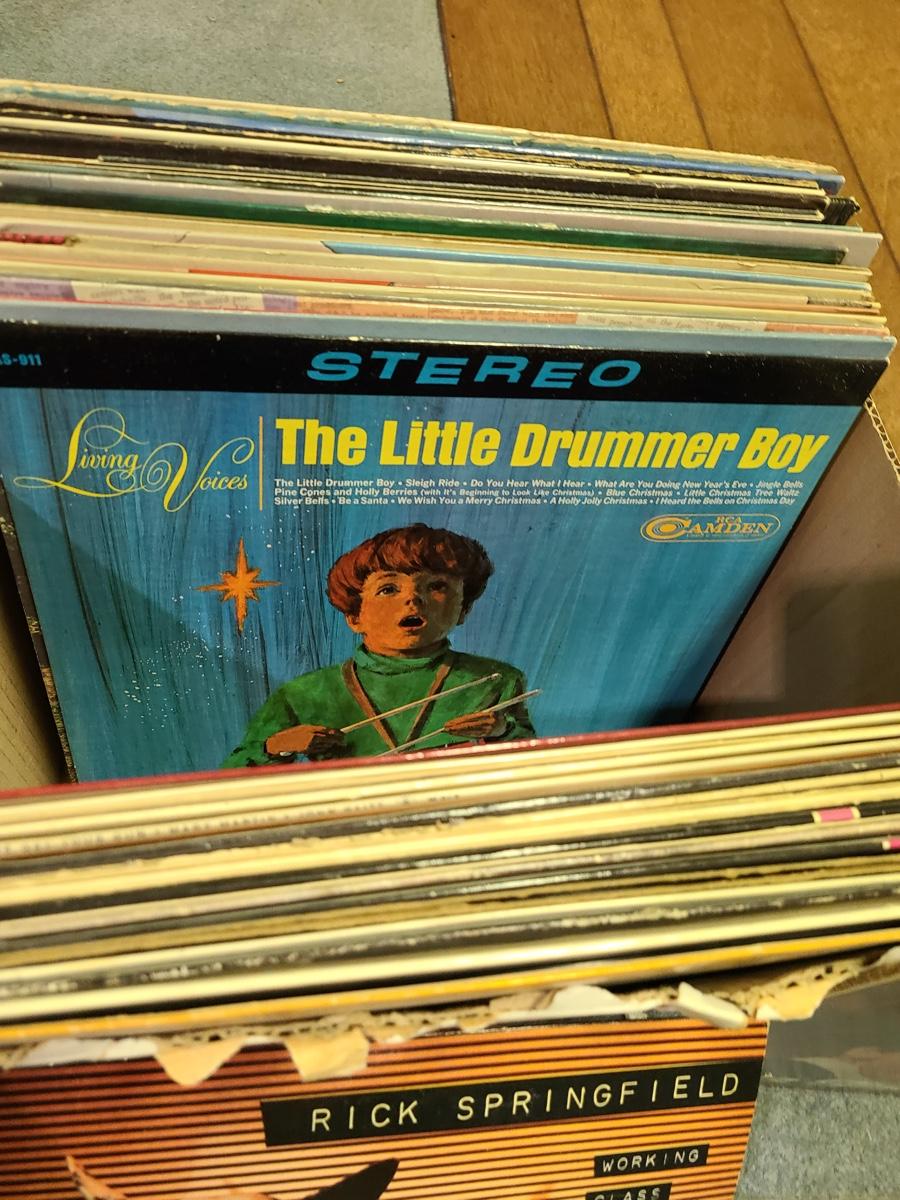 AS-911
STEREO
Living Voices
The Little Drummer Boy
The Little Drummer Boy • Sleigh Ride • Do You Hear What I Hear • What Are You Doing New Year's Eve • Jingle Bells
Pine Cones and Holly Berries (with It's Beginning to Look Like Christmas) • Blue Christmas • Little Christmas Tree Waltz
Silver Bells • Be a Santa • We Wish You a Merry Christmas • A Holly Jolly Christmas • I Heard the Bells on Christmas Day
RCA
CAMDEN
RICK SPRINGFIELD
WORKING
CLASS